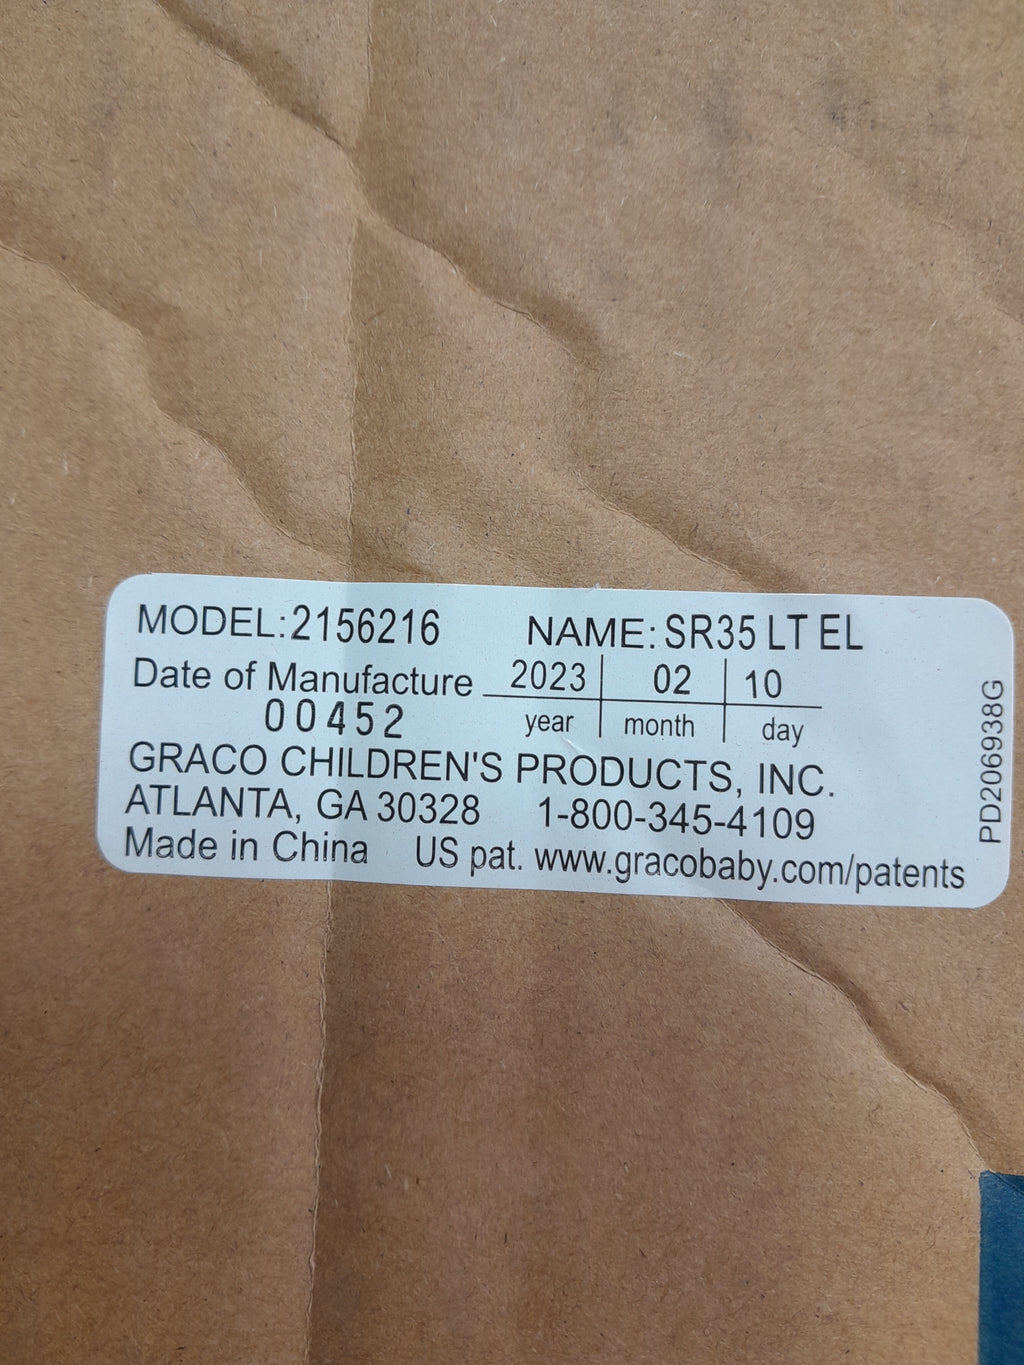 MODEL:2156216 NAME:SR35 LT EL
Date of Manufacture 2023 02 10
00452 year month day
GRACO CHILDREN'S PRODUCTS, INC.
ATLANTA, GA 30328 1-800-345-4109
Made in China US pat. www.gracobaby.com/patents
PD206938G